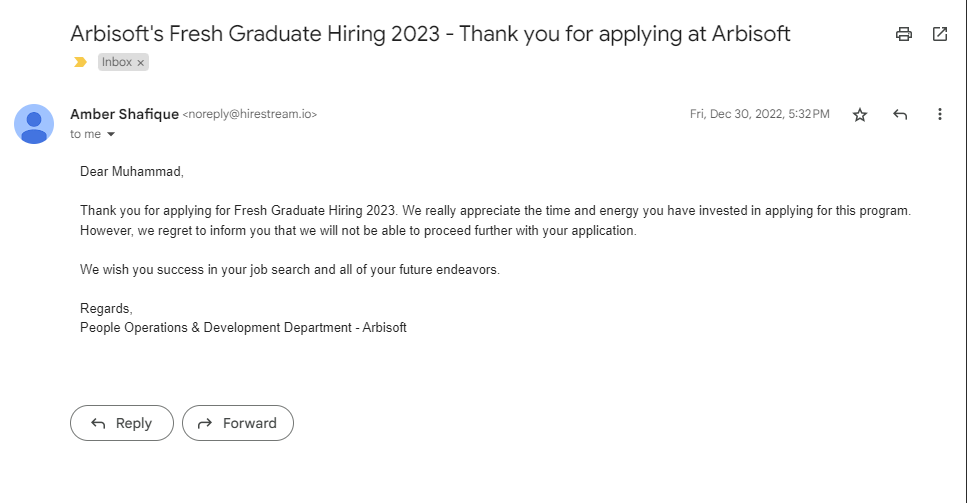 Arbisoft's Fresh Graduate Hiring 2023 - Thank you for applying at Arbisoft
Inbox ×
Amber Shafique <noreply@hirestream.io> Fri, Dec 30, 2022, 5:32 PM
to me
Dear Muhammad,
Thank you for applying for Fresh Graduate Hiring 2023. We really appreciate the time and energy you have invested in applying for this program.
However, we regret to inform you that we will not be able to proceed further with your application.
We wish you success in your job search and all of your future endeavors.
Regards,
People Operations & Development Department - Arbisoft
Reply Forward